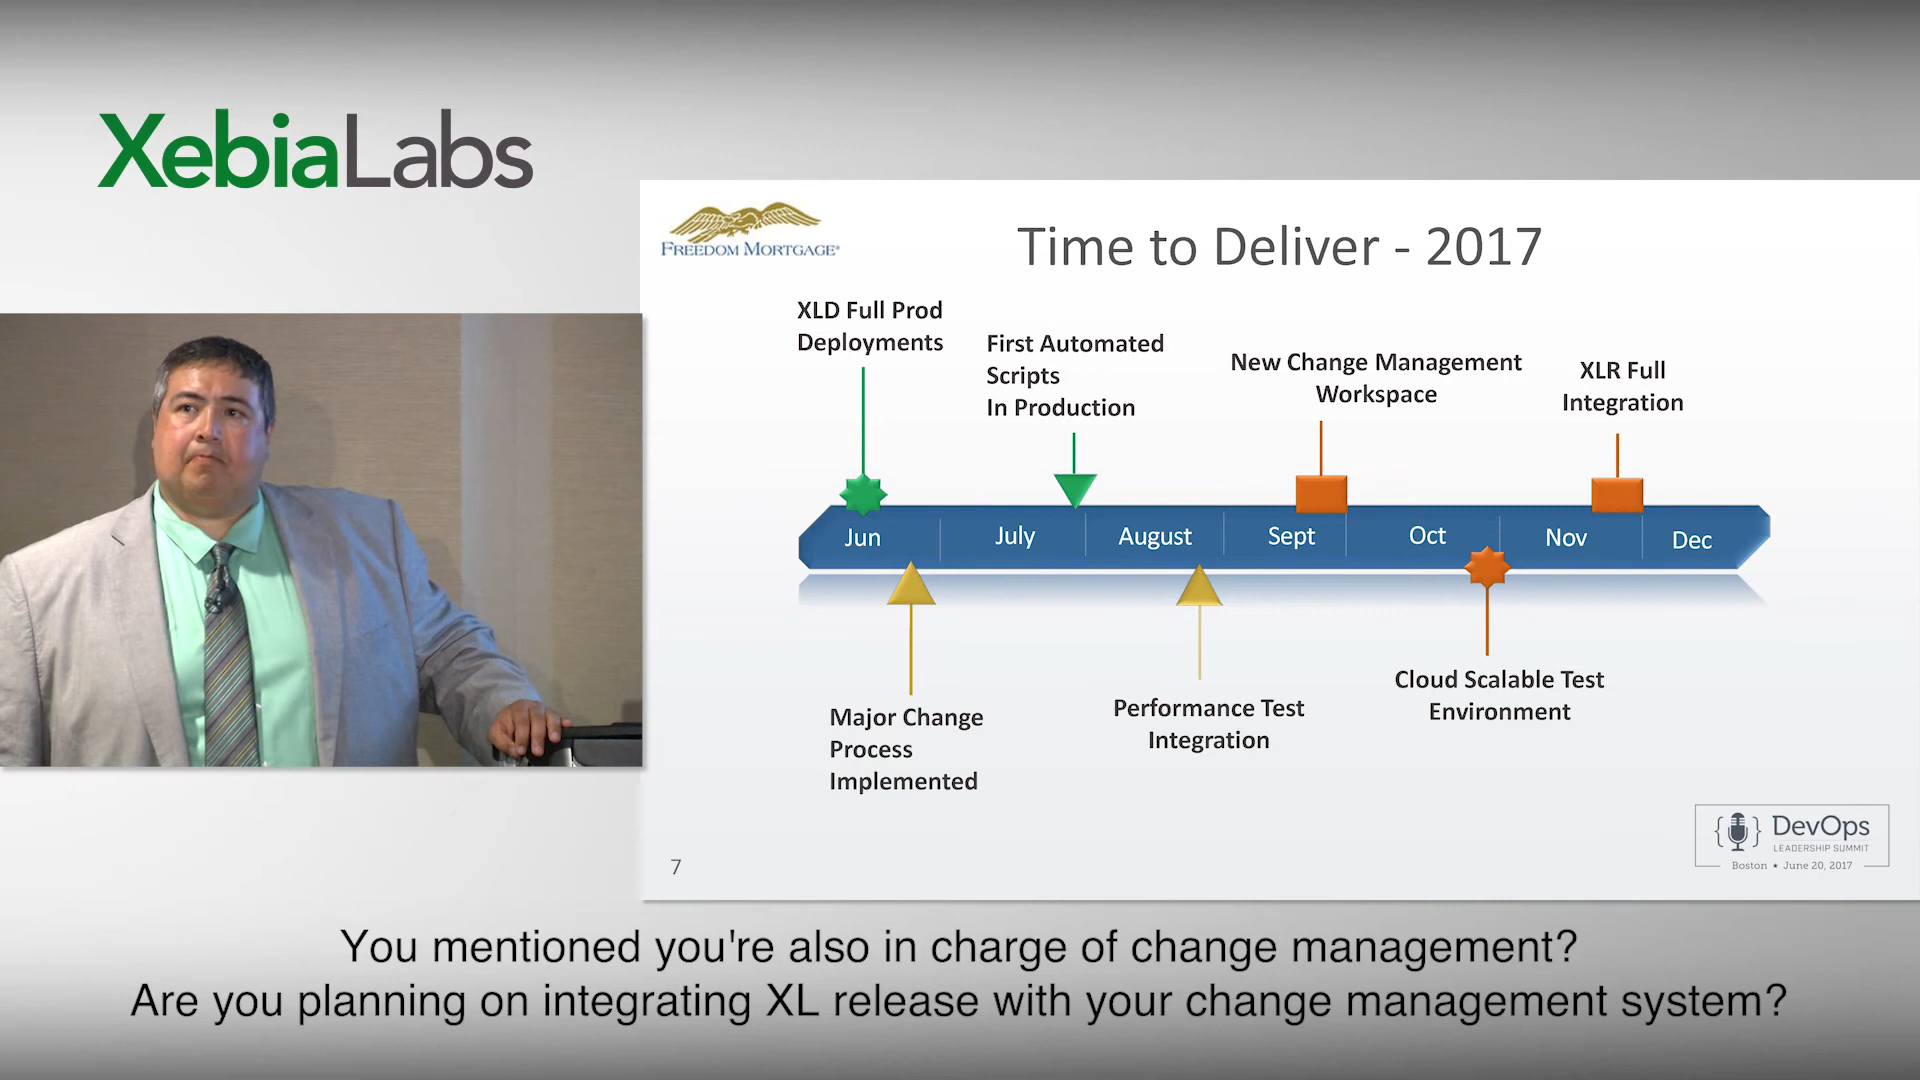 XebiaLabs
FREEDOM MORTGAGE®
Time to Deliver - 2017
XLD Full Prod
Deployments
First Automated
Scripts
In Production
New Change Management
Workspace
XLR Full
Integration
Jun July August Sept Oct Nov Dec
Major Change
Process
Implemented
Performance Test
Integration
Cloud Scalable Test
Environment
7
{ } DevOps
LEADERSHIP SUMMIT
Boston ★ June 20, 2017
You mentioned you're also in charge of change management?
Are you planning on integrating XL release with your change management system?